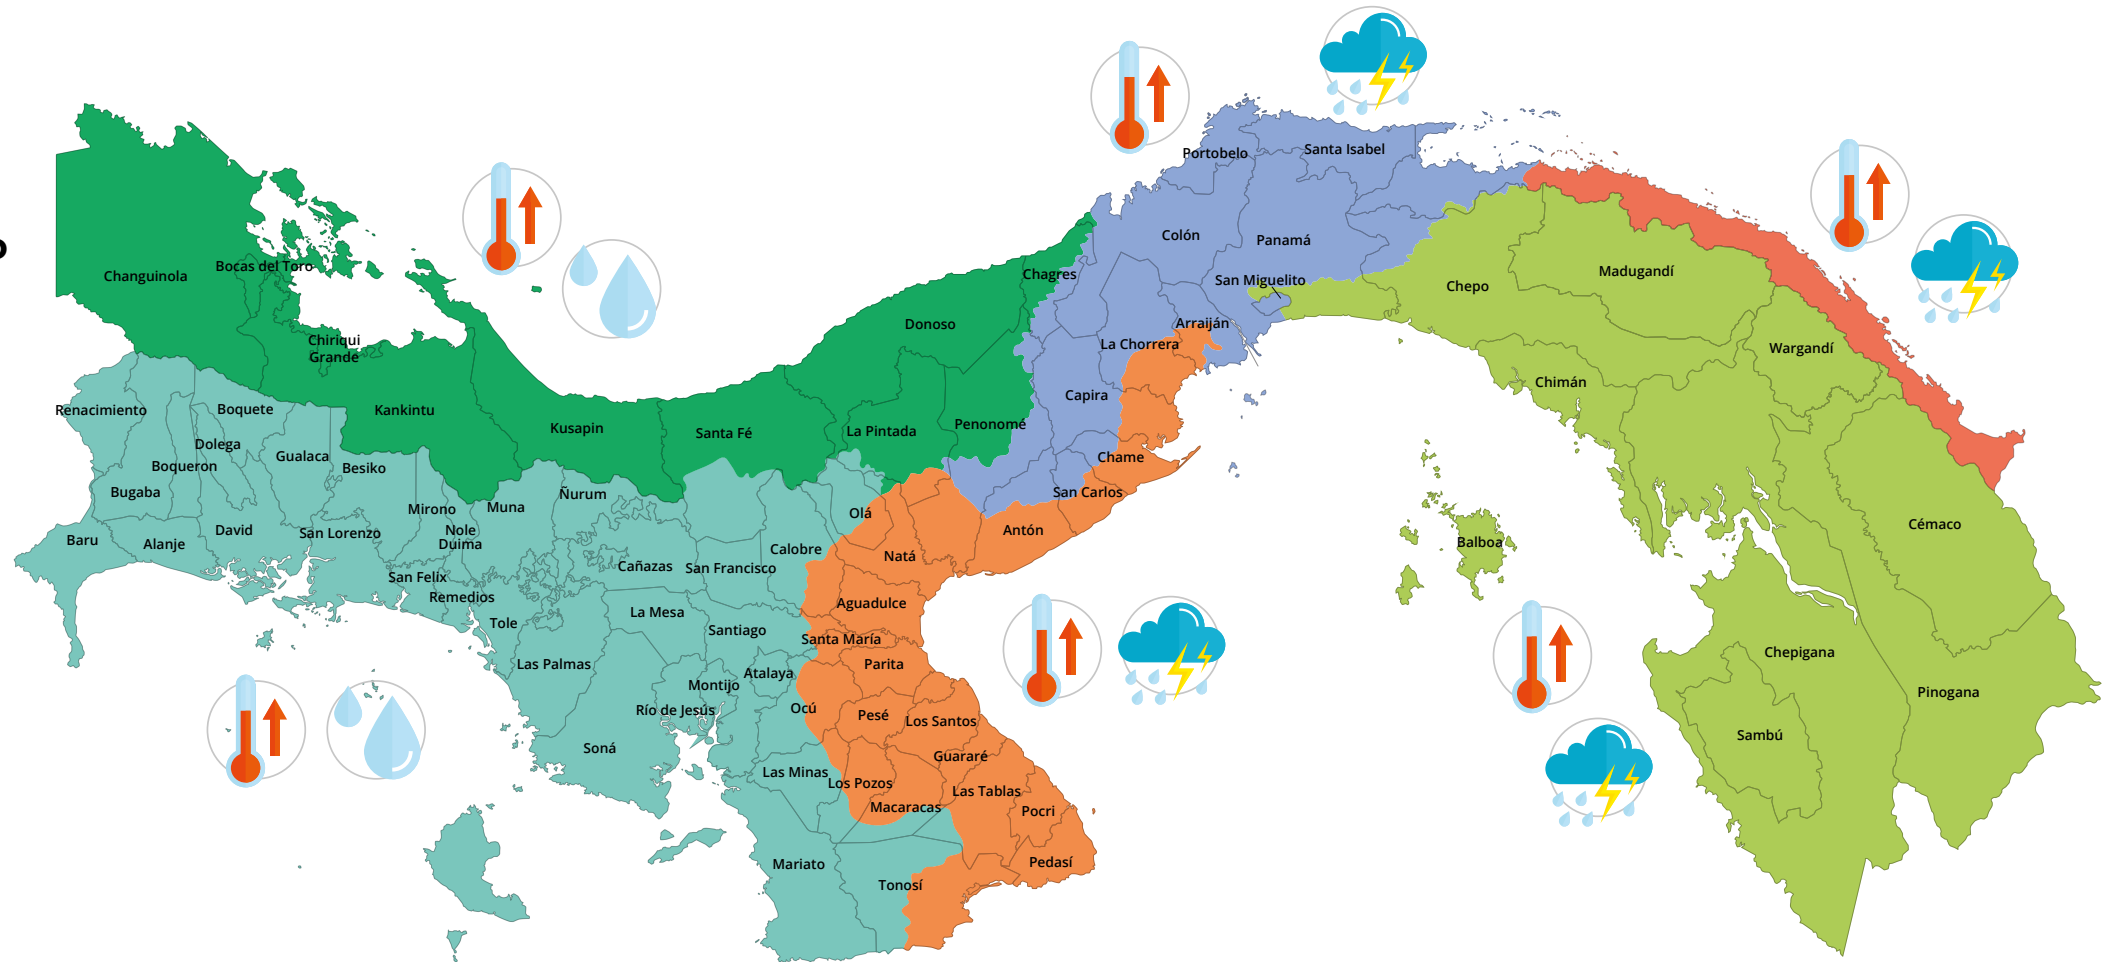 Portobelo
Santa Isabel
Colón
Panamá
Chagres
San Miguelito
Arraiján
La Chorrera
Capira
Chame
San Carlos
Antón
Changuinola
Bocas del Toro
Chiriqui
Grande
Kankintu
Kusapin
Santa Fé
Donoso
La Pintada
Penonomé
Renacimiento
Boquete
Dolega
Boqueron
Gualaca
Besiko
Bugaba
Baru
Alanje
David
San Lorenzo
Mirono
Nole
Duima
Muna
Ñurum
San Felix
Remedios
Tole
Cañazas
San Francisco
Calobre
Olá
Natá
Aguadulce
La Mesa
Santiago
Santa María
Las Palmas
Atalaya
Montijo
Río de Jesús
Soná
Parita
Ocú
Pesé
Los Santos
Guararé
Las Minas
Los Pozos
Las Tablas
Macaracas
Pocri
Mariato
Tonosí
Pedasí
Chepo
Madugandí
Wargandí
Chimán
Balboa
Cémaco
Chepigana
Pinogana
Sambú